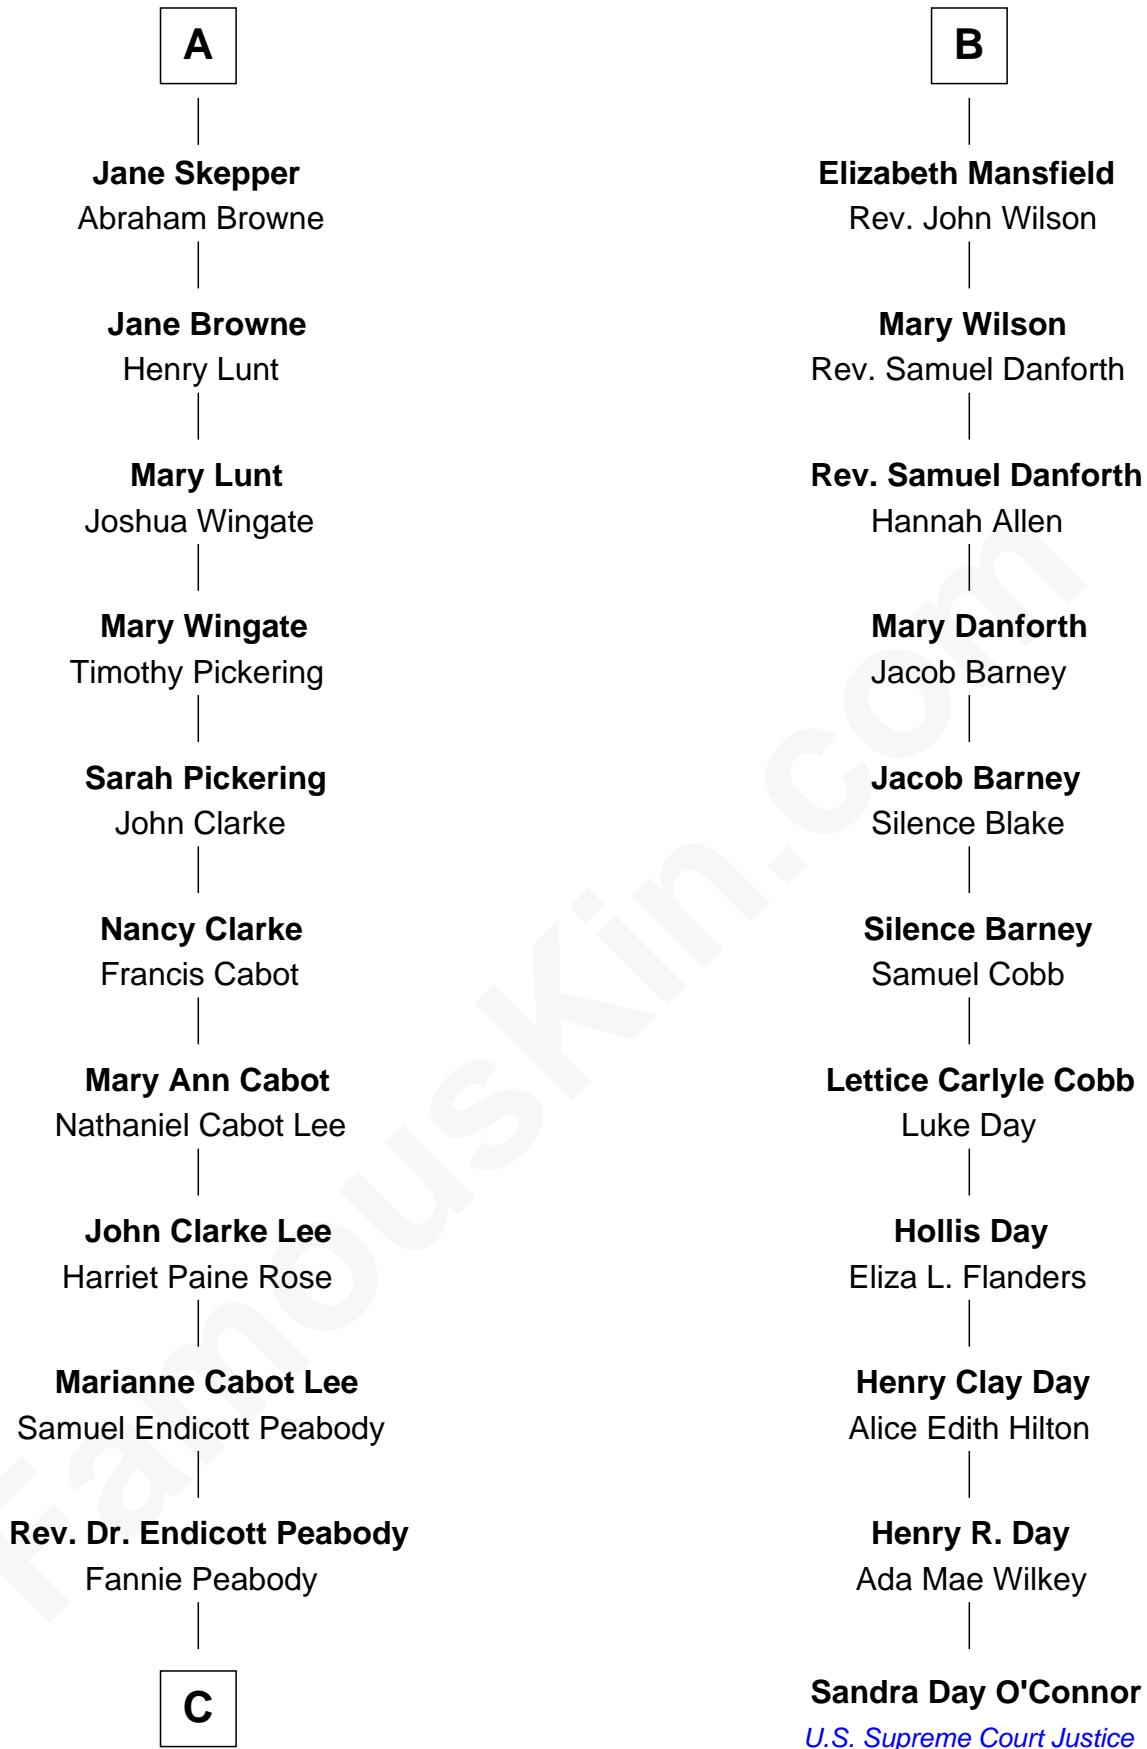 A
Jane Skepper
Abraham Browne
Jane Browne
Henry Lunt
Mary Lunt
Joshua Wingate
Mary Wingate
Timothy Pickering
Sarah Pickering
John Clarke
Nancy Clarke
Francis Cabot
Mary Ann Cabot
Nathaniel Cabot Lee
John Clarke Lee
Harriet Paine Rose
Marianne Cabot Lee
Samuel Endicott Peabody
Rev. Dr. Endicott Peabody
Fannie Peabody
C
B
Elizabeth Mansfield
Rev. John Wilson
Mary Wilson
Rev. Samuel Danforth
Rev. Samuel Danforth
Hannah Allen
Mary Danforth
Jacob Barney
Jacob Barney
Silence Blake
Silence Barney
Samuel Cobb
Lettice Carlyle Cobb
Luke Day
Hollis Day
Eliza L. Flanders
Henry Clay Day
Alice Edith Hilton
Henry R. Day
Ada Mae Wilkey
Sandra Day O'Connor
U.S. Supreme Court Justice
FamousKin.com